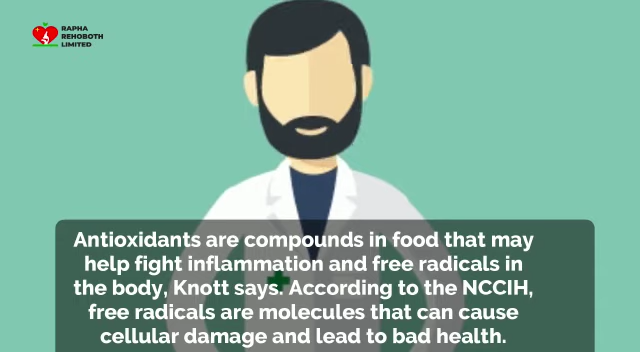 RAPHA
REHOBOTH
LIMITED
Antioxidants are compounds in food that may
help fight inflammation and free radicals in
the body, Knott says. According to the NCCIH,
free radicals are molecules that can cause
cellular damage and lead to bad health.